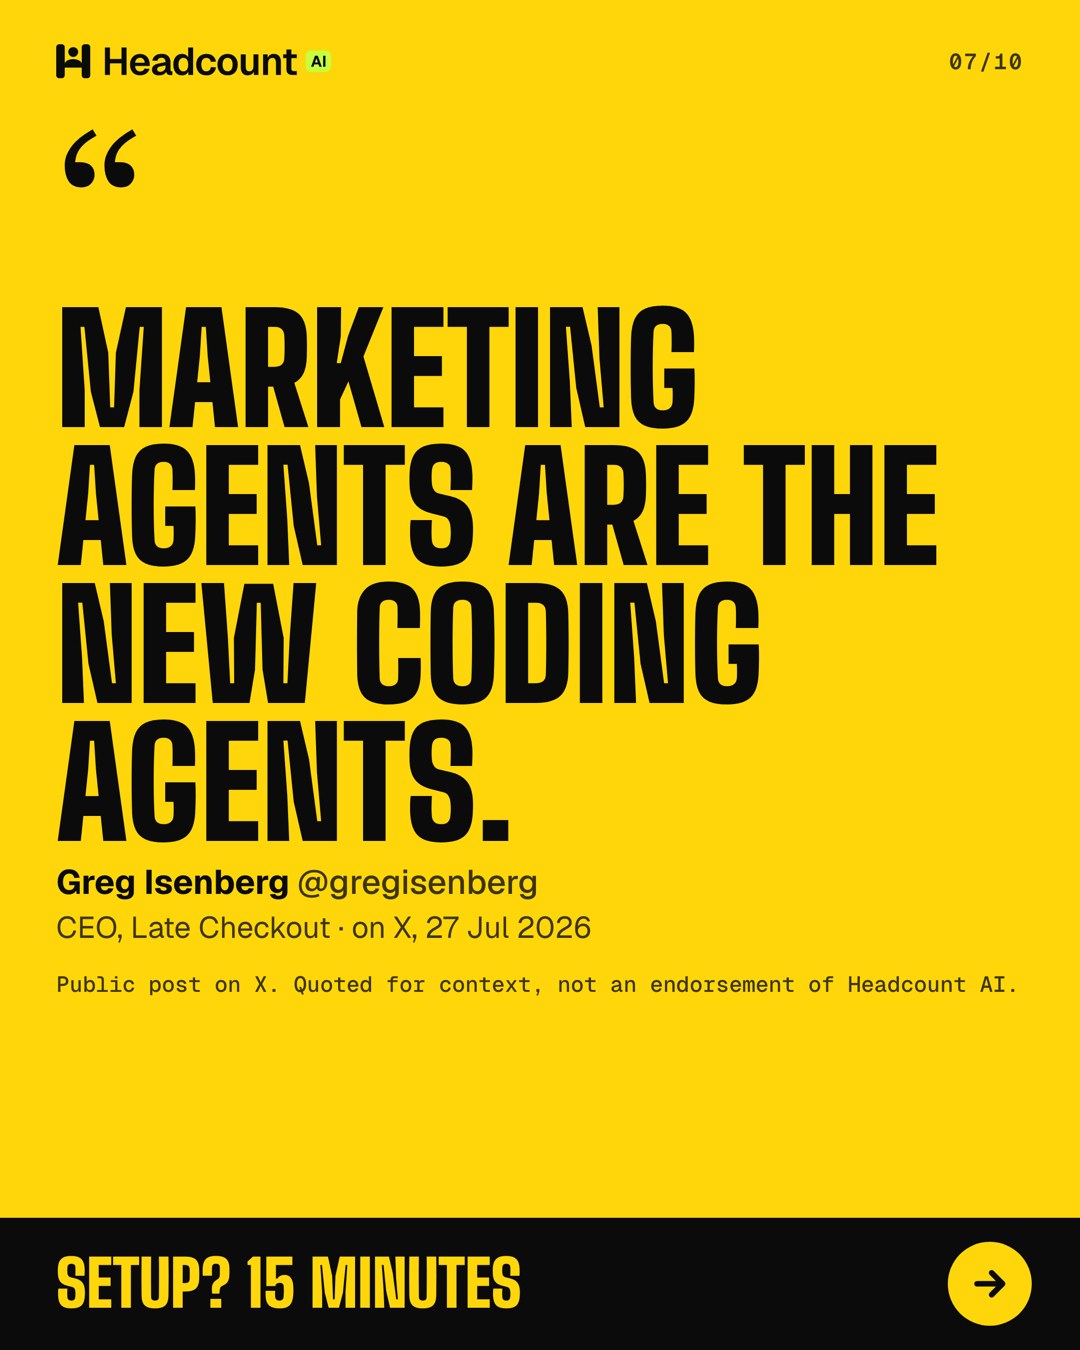 Headcount AI
07/10
“
MARKETING
AGENTS ARE THE
NEW CODING
AGENTS.
Greg Isenberg @gregisenberg
CEO, Late Checkout · on X, 27 Jul 2026
Public post on X. Quoted for context, not an endorsement of Headcount AI.
SETUP? 15 MINUTES